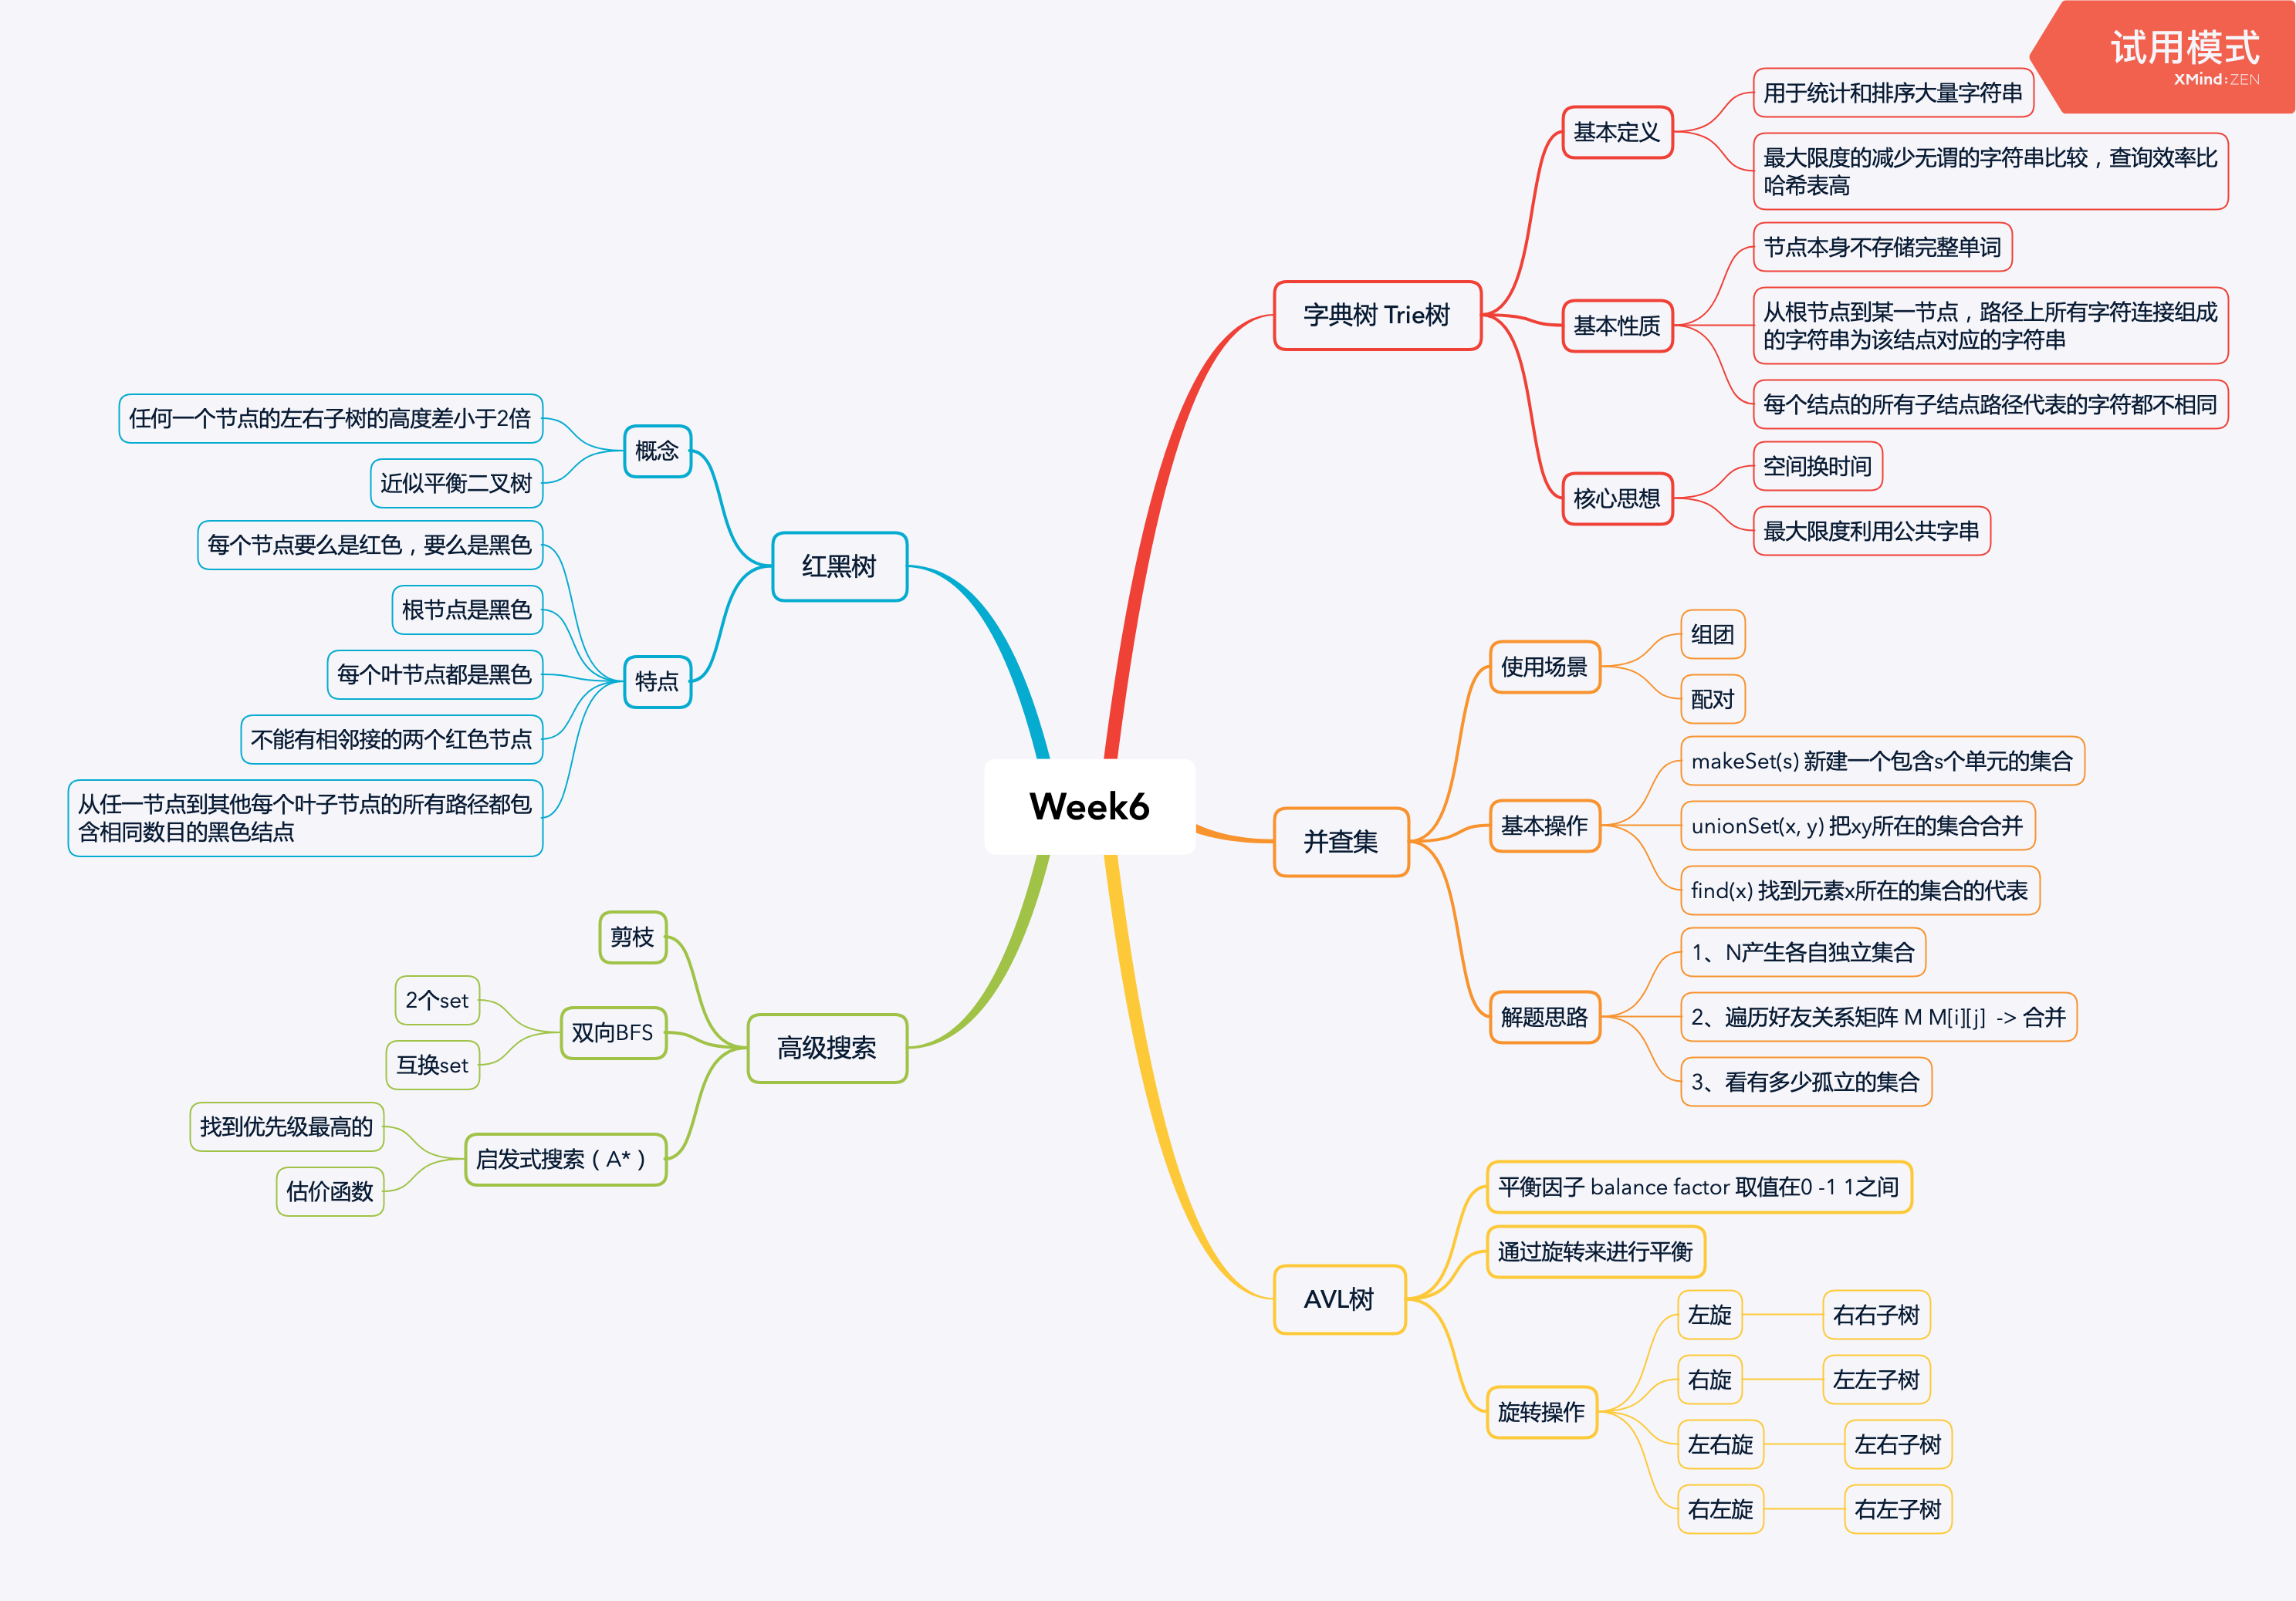 试用模式
XMind:ZEN
Week6
字典树 Trie树
基本定义
用于统计和排序大量字符串
最大限度的减少无谓的字符串比较，查询效率比
哈希表高
基本性质
节点本身不存储完整单词
从根节点到某一节点，路径上所有字符连接组成
的字符串为该结点对应的字符串
每个结点的所有子结点路径代表的字符都不相同
核心思想
空间换时间
最大限度利用公共字串
并查集
使用场景
组团
配对
基本操作
makeSet(s) 新建一个包含s个单元的集合
unionSet(x, y) 把xy所在的集合合并
find(x) 找到元素x所在的集合的代表
解题思路
1、N产生各自独立集合
2、遍历好友关系矩阵 M M[i][j] -> 合并
3、看有多少孤立的集合
AVL树
平衡因子 balance factor 取值在0 -1 1之间
通过旋转来进行平衡
旋转操作
左旋
右右子树
右旋
左左子树
左右旋
左右子树
右左旋
右左子树
红黑树
概念
任何一个节点的左右子树的高度差小于2倍
近似平衡二叉树
特点
每个节点要么是红色，要么是黑色
根节点是黑色
每个叶节点都是黑色
不能有相邻接的两个红色节点
从任一节点到其他每个叶子节点的所有路径都包
含相同数目的黑色结点
高级搜索
剪枝
双向BFS
2个set
互换set
启发式搜索（A*）
找到优先级最高的
估价函数